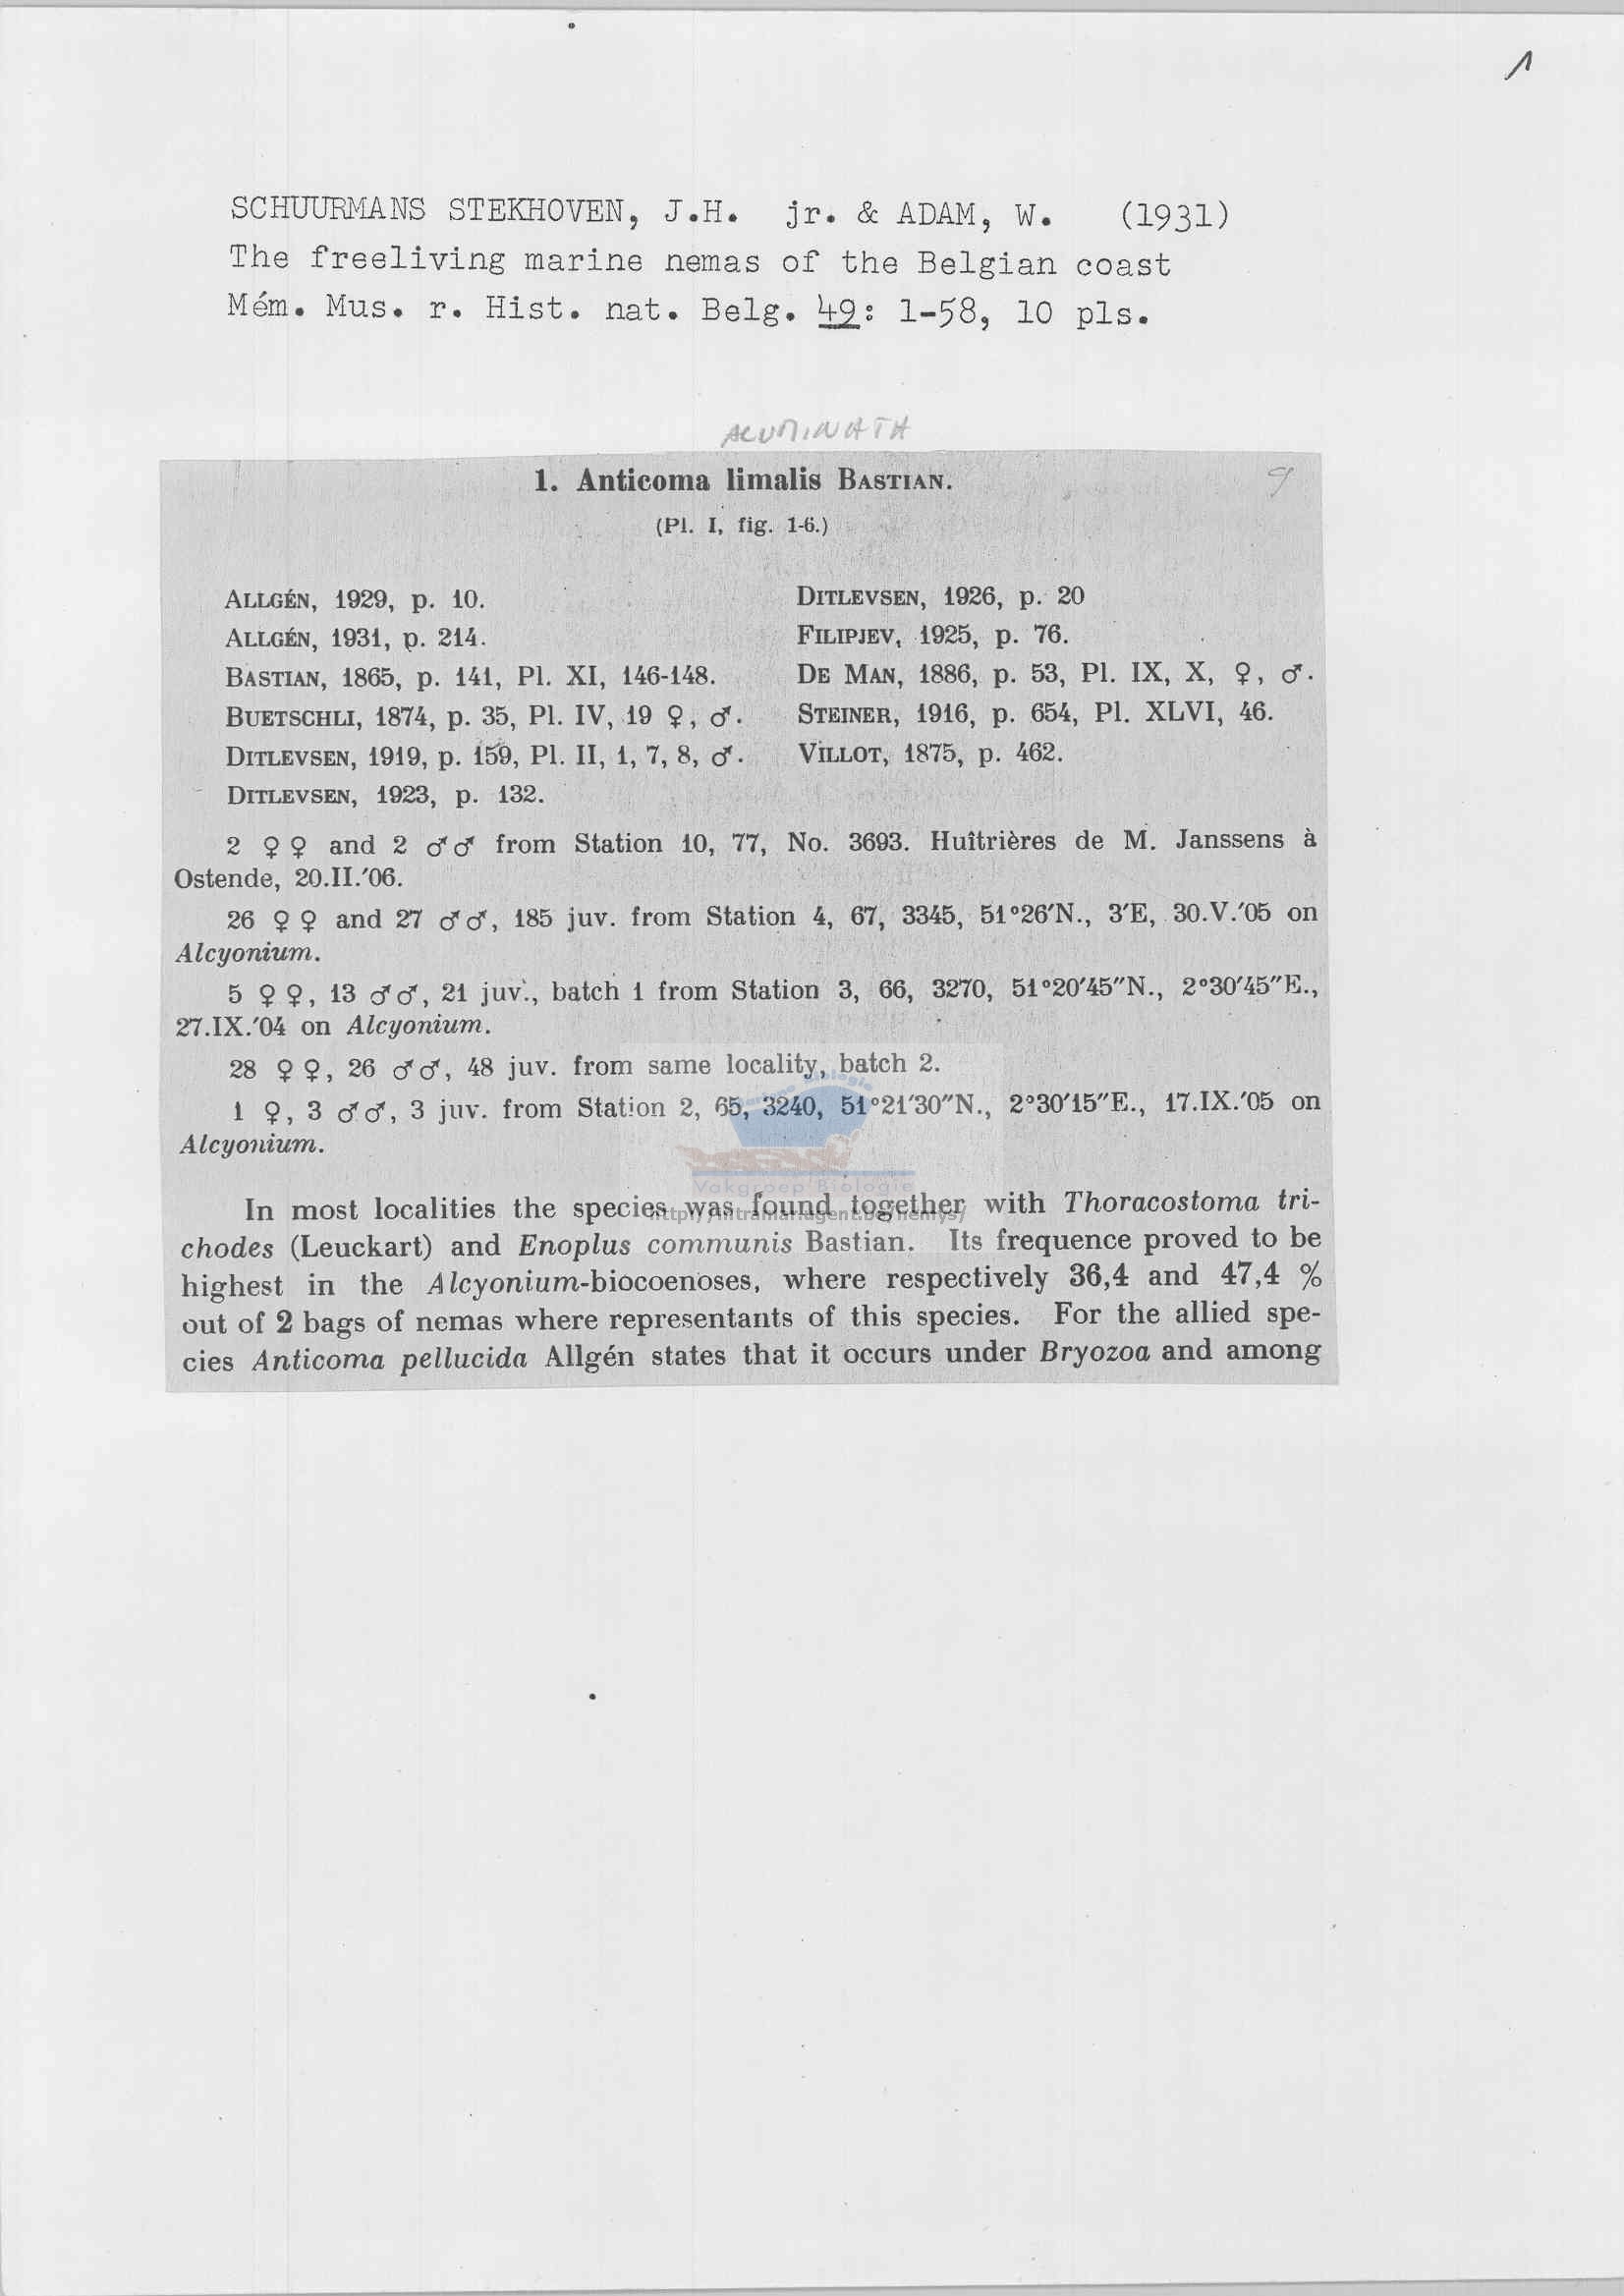 1
SCHUURMANS STEKHOVEN, J.H. jr. & ADAM, W. (1931)
The freeliving marine nemas of the Belgian coast
Mém. Mus. r. Hist. nat. Belg. 49: 1-58, 10 pls.
ACUMINATA
1. Anticoma limalis BASTIAN.
9
(Pl. I, fig. 1-6.)
ALLGÉN, 1929, p. 10.
ALLGÉN, 1931, p. 214.
BASTIAN, 1865, p. 141, Pl. XI, 146-148.
BUETSCHLI, 1874, p. 35, Pl. IV, 19 ♀, ♂.
DITLEVSEN, 1919, p. 159, Pl. II, 1, 7, 8, ♂.
DITLEVSEN, 1923, p. 132.
DITLEVSEN, 1926, p. 20
FILIPJEV, 1925, p. 76.
DE MAN, 1886, p. 53, Pl. IX, X, ♀, ♂.
STEINER, 1916, p. 654, Pl. XLVI, 46.
VILLOT, 1875, p. 462.
2 ♀♀ and 2 ♂♂ from Station 10, 77, No. 3693. Huîtrières de M. Janssens à
Ostende, 20.II.'06.
26 ♀♀ and 27 ♂♂, 185 juv. from Station 4, 67, 3345, 51°26'N., 3'E, 30.V.'05 on
Alcyonium.
5 ♀♀, 13 ♂♂, 21 juv., batch 1 from Station 3, 66, 3270, 51°20'45"N., 2°30'45"E.,
27.IX.'04 on Alcyonium.
28 ♀♀, 26 ♂♂, 48 juv. from same locality, batch 2.
1 ♀, 3 ♂♂, 3 juv. from Station 2, 65, 3240, 51°21'30"N., 2°30'15"E., 17.IX.'05 on
Alcyonium.
Vakgroep Biologie
In most localities the species was found together with Thoracostoma tri-
chodes (Leuckart) and Enoplus communis Bastian. Its frequence proved to be
highest in the Alcyonium-biocoenoses, where respectively 36,4 and 47,4 %
out of 2 bags of nemas where representants of this species. For the allied spe-
cies Anticoma pellucida Allgén states that it occurs under Bryozoa and among